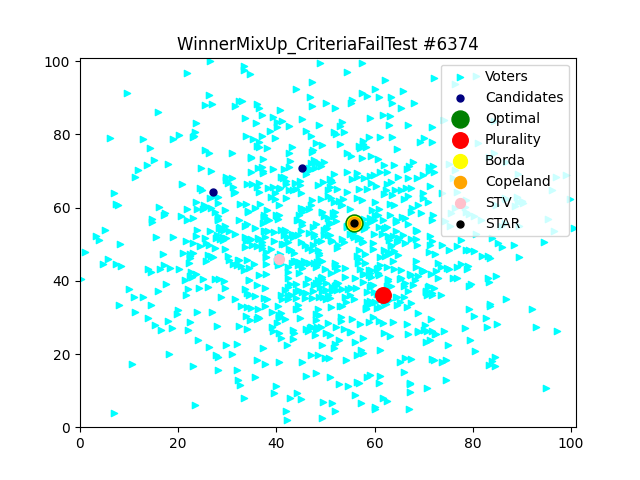 WinnerMixUp_CriteriaFailTest #6374
100
80
60
40
20
0
0 20 40 60 80 100
Voters
Candidates
Optimal
Plurality
Borda
Copeland
STV
STAR